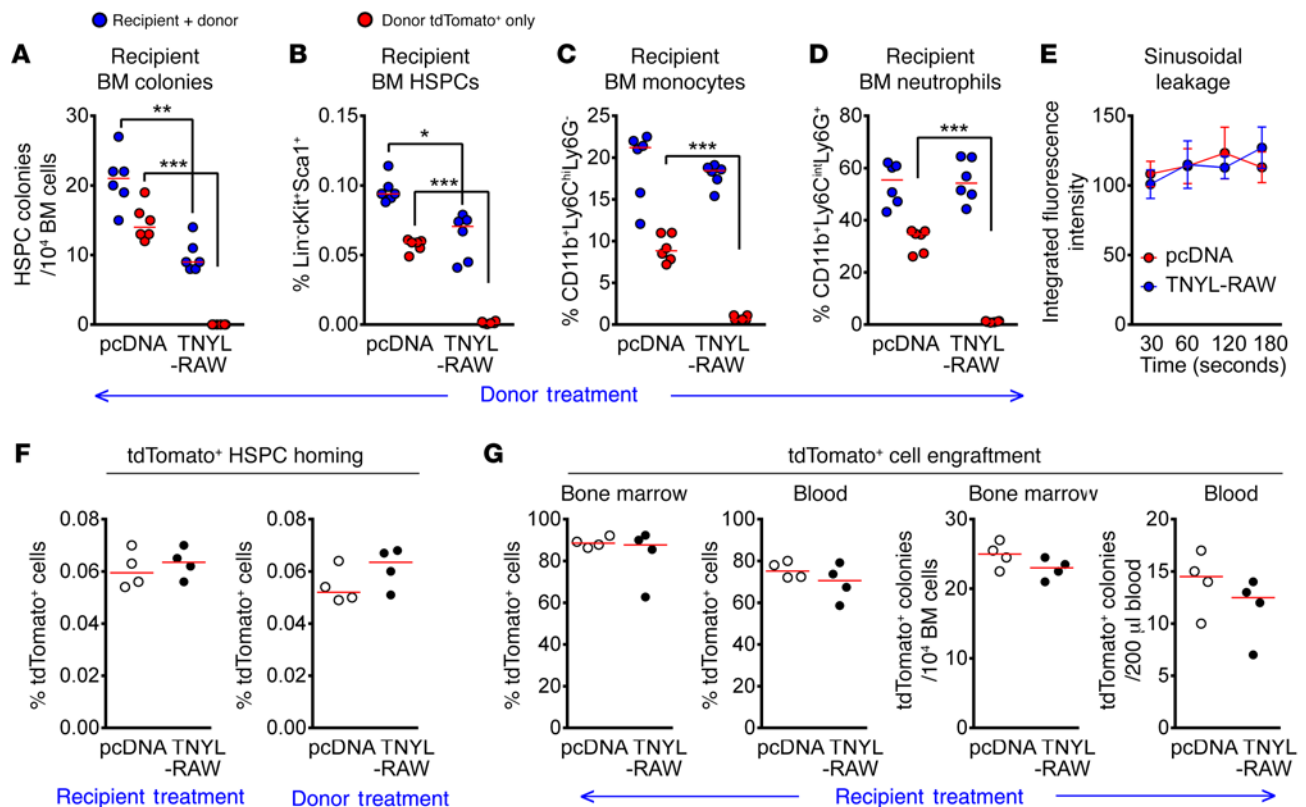 Recipient + donor
Donor tdTomato⁺ only
A
Recipient
BM colonies
HSPC colonies
/10⁴ BM cells
30
20
10
0
**
***
pcDNA
TNYL
-RAW
B
Recipient
BM HSPCs
% Lin⁻cKit⁺Sca1⁺
0.15
0.10
0.05
0.00
*
***
pcDNA
TNYL
-RAW
C
Recipient
BM monocytes
% CD11b⁺Ly6CʰⁱLy6G⁻
25
20
15
10
5
0
***
pcDNA
TNYL
-RAW
D
Recipient
BM neutrophils
% CD11b⁺Ly6CⁱⁿᵗLy6G⁺
80
60
40
20
0
***
pcDNA
TNYL
-RAW
E
Sinusoidal
leakage
Integrated fluorescence
intensity
150
100
50
0
pcDNA
TNYL-RAW
30 60 120 180
Time (seconds)
Donor treatment
F
tdTomato⁺ HSPC homing
% tdTomato⁺ cells
0.08
0.06
0.04
0.02
0.00
pcDNA TNYL
-RAW
Recipient treatment
% tdTomato⁺ cells
0.08
0.06
0.04
0.02
0.00
pcDNA TNYL
-RAW
Donor treatment
G
tdTomato⁺ cell engraftment
Bone marrow
% tdTomato⁺ cells
100
80
60
40
20
0
pcDNA TNYL
-RAW
Blood
% tdTomato⁺ cells
100
80
60
40
20
0
pcDNA TNYL
-RAW
Bone marrow
tdTomato⁺ colonies
/10⁴ BM cells
30
20
10
0
pcDNA TNYL
-RAW
Blood
tdTomato⁺ colonies
/200 µl blood
20
15
10
5
0
pcDNA TNYL
-RAW
Recipient treatment